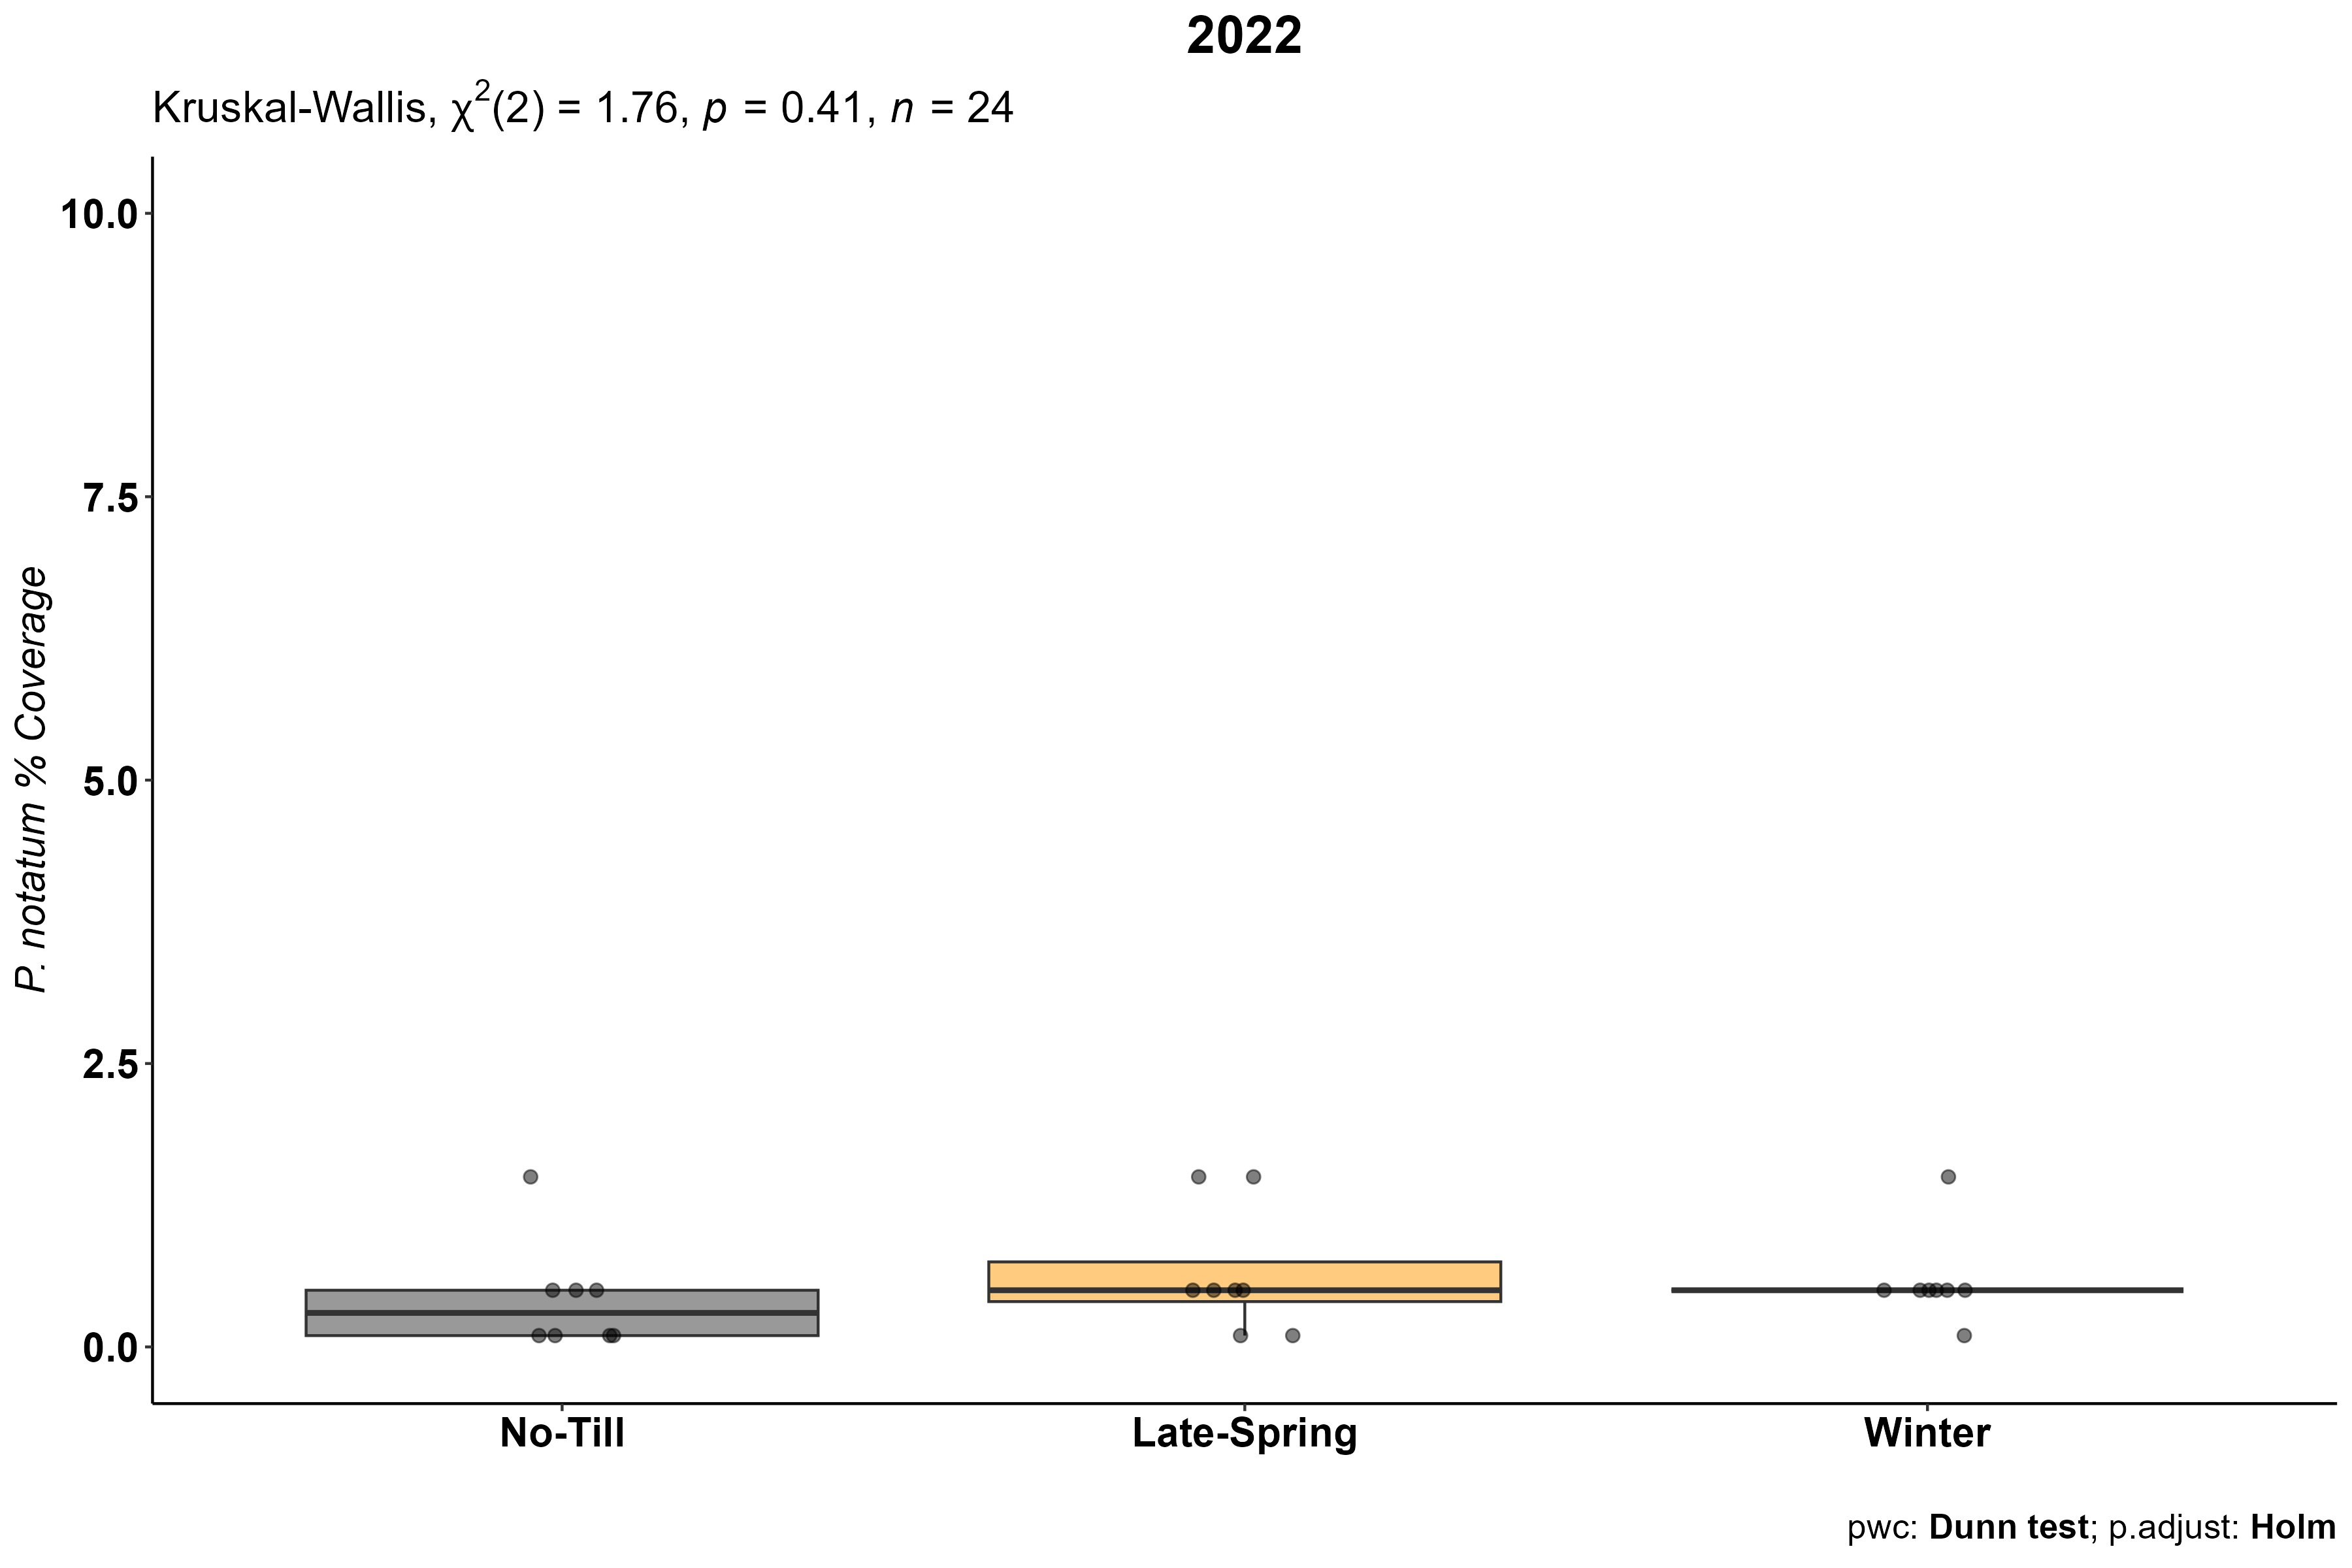 2022
Kruskal-Wallis, χ²(2) = 1.76, p = 0.41, n = 24
10.0
7.5
5.0
2.5
0.0
P. notatum % Coverage
No-Till
Late-Spring
Winter
pwc: Dunn test; p.adjust: Holm